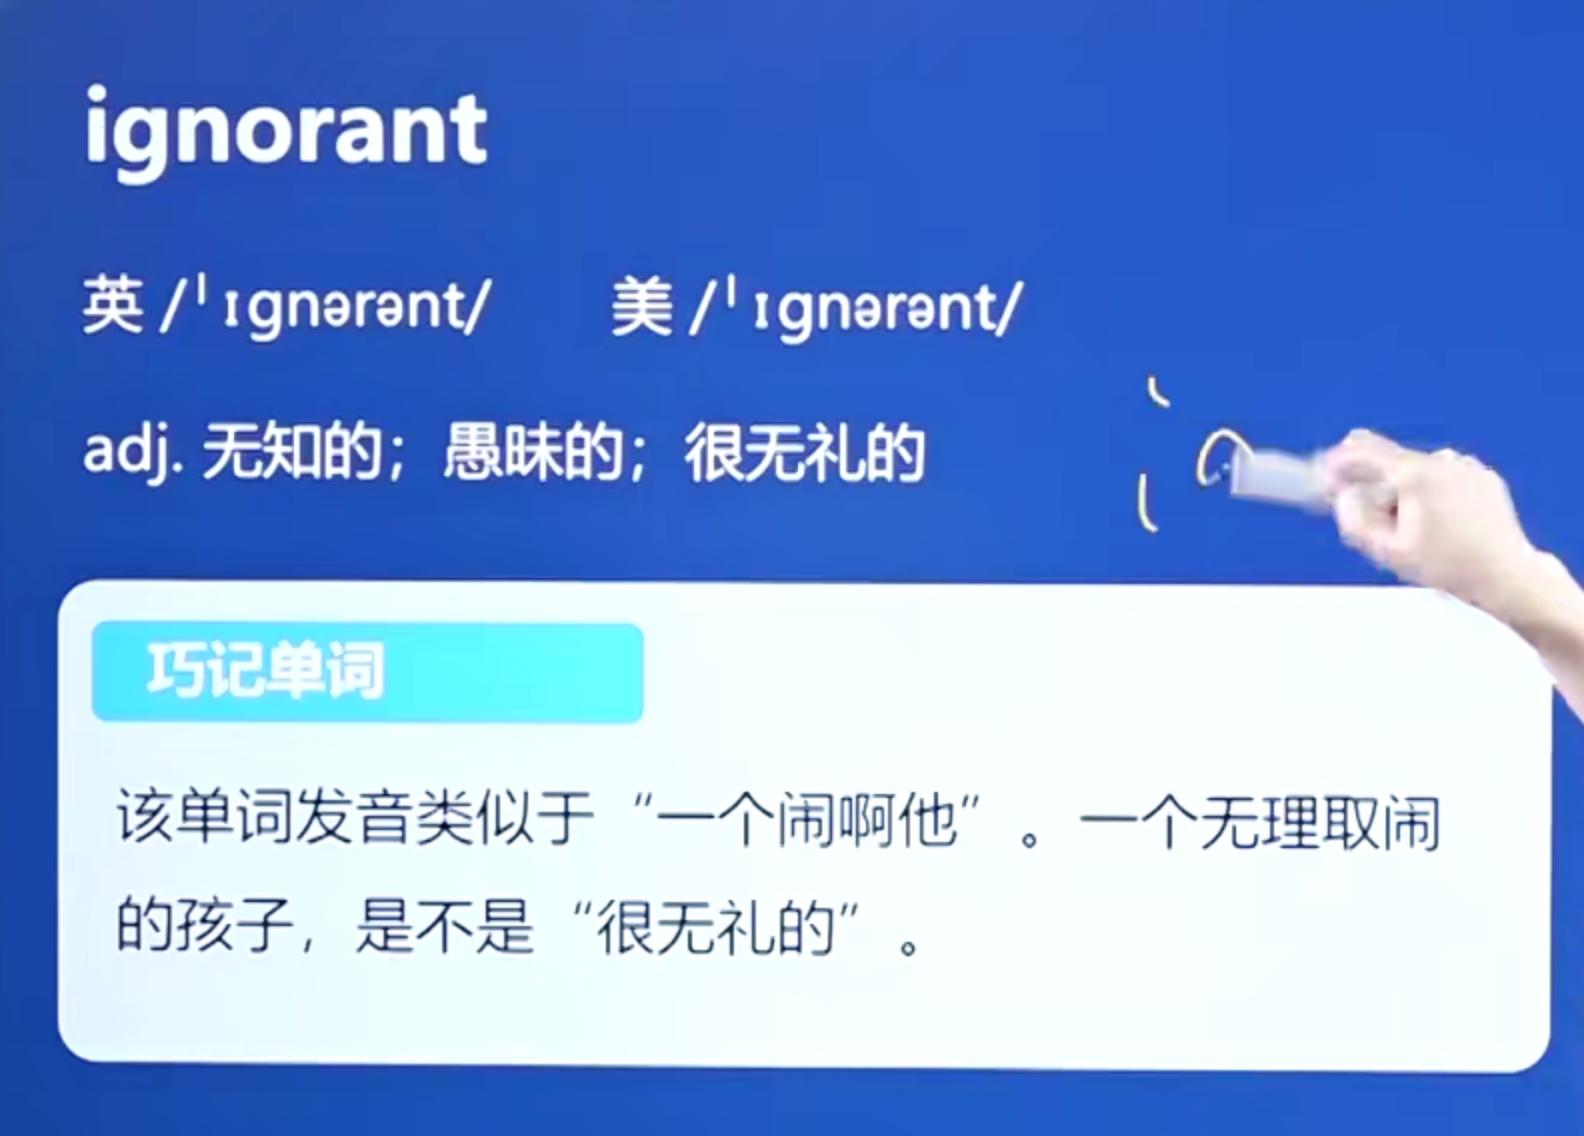 ignorant
英 /ˈɪgnərənt/ 美 /ˈɪgnərənt/
adj. 无知的；愚昧的；很无礼的
巧记单词
该单词发音类似于“一个闹啊他”。一个无理取闹
的孩子，是不是“很无礼的”。